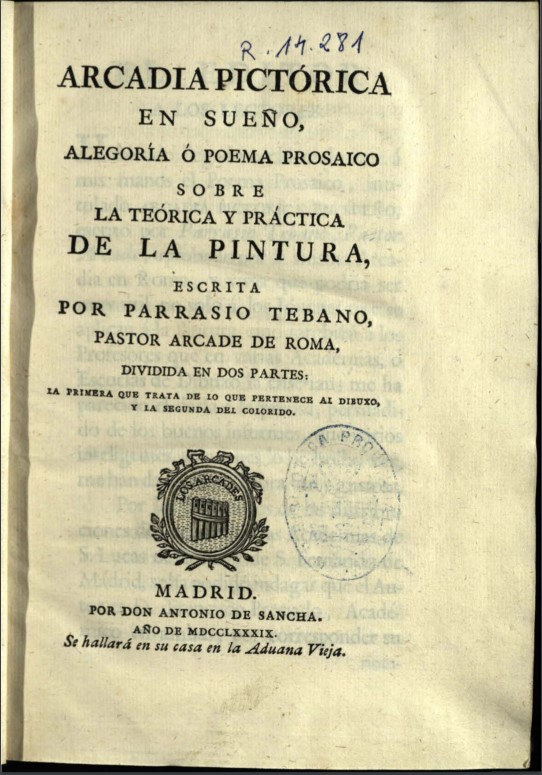 R. 14.281
ARCADIA PICTÓRICA
EN SUEÑO,
ALEGORÍA Ó POEMA PROSAICO
SOBRE
LA TEÓRICA Y PRÁCTICA
DE LA PINTURA,
ESCRITA
POR PARRASIO TEBANO,
PASTOR ARCADE DE ROMA,
DIVIDIDA EN DOS PARTES:
LA PRIMERA QUE TRATA DE LO QUE PERTENECE AL DIBUXO,
Y LA SEGUNDA DEL COLORIDO.
LOS ARCADES
MADRID.
POR DON ANTONIO DE SANCHA.
AÑO DE MDCCLXXXIX.
Se hallará en su casa en la Aduana Vieja.